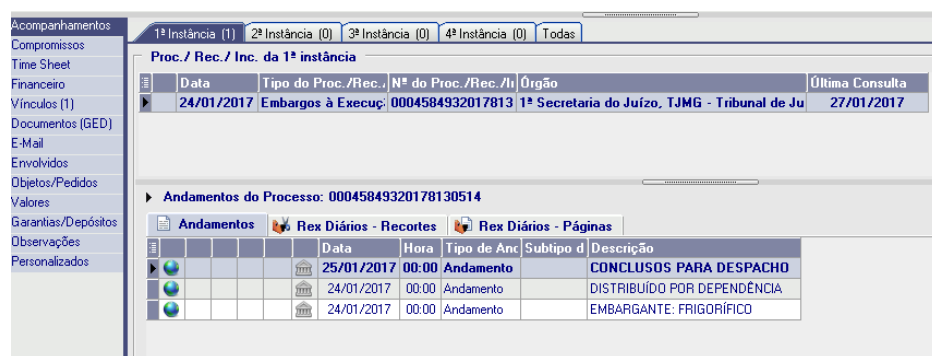 Acompanhamentos
Compromissos
Time Sheet
Financeiro
Vínculos (1)
Documentos (GED)
E-Mail
Envolvidos
Objetos/Pedidos
Valores
Garantias/Depósitos
Observações
Personalizados
1ª Instância (1) 2ª Instância (0) 3ª Instância (0) 4ª Instância (0) Todas
Proc./ Rec./ Inc. da 1ª instância
Data Tipo do Proc./Rec./ Nº do Proc./Rec./Ii Órgão Última Consulta
24/01/2017 Embargos à Execuç 0004584932017813 1ª Secretaria do Juízo, TJMG - Tribunal de Ju 27/01/2017
Andamentos do Processo: 00045849320178130514
Andamentos Rex Diários - Recortes Rex Diários - Páginas
Data Hora Tipo de Anc Subtipo d Descrição
25/01/2017 00:00 Andamento CONCLUSOS PARA DESPACHO
24/01/2017 00:00 Andamento DISTRIBUÍDO POR DEPENDÊNCIA
24/01/2017 00:00 Andamento EMBARGANTE: FRIGORÍFICO